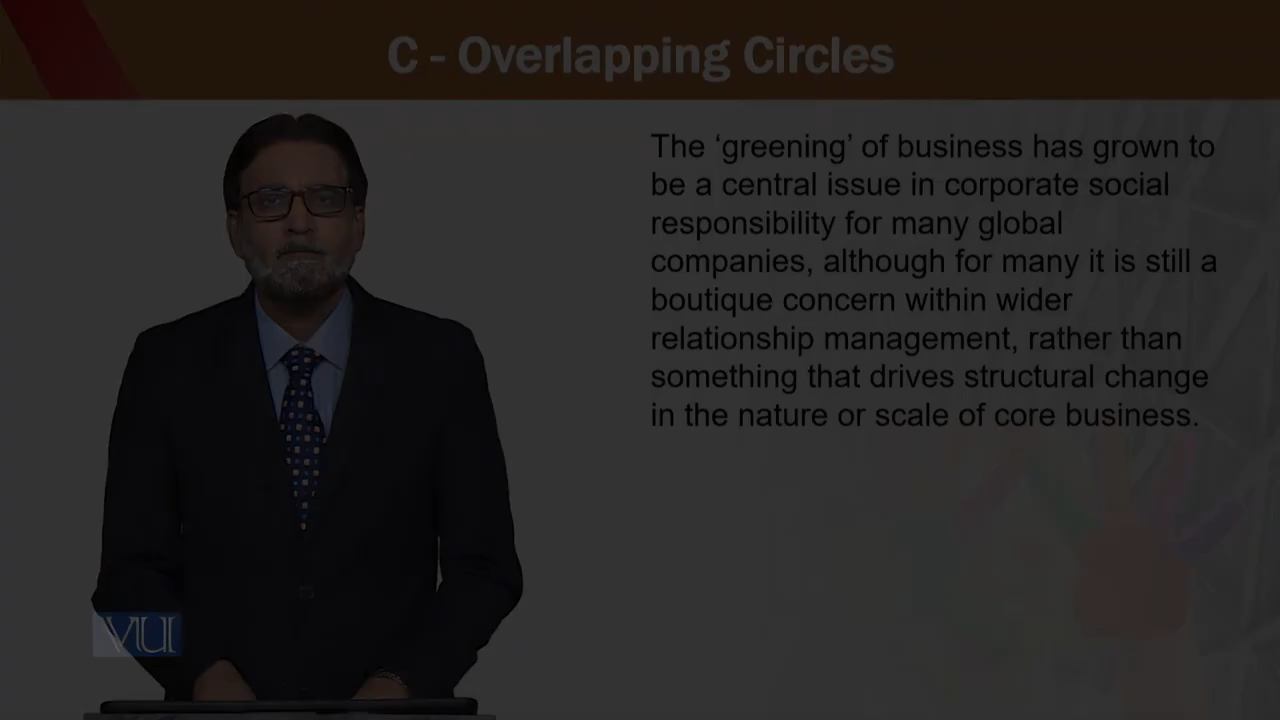 C - Overlapping Circles
The ‘greening’ of business has grown to
be a central issue in corporate social
responsibility for many global
companies, although for many it is still a
boutique concern within wider
relationship management, rather than
something that drives structural change
in the nature or scale of core business.
VU